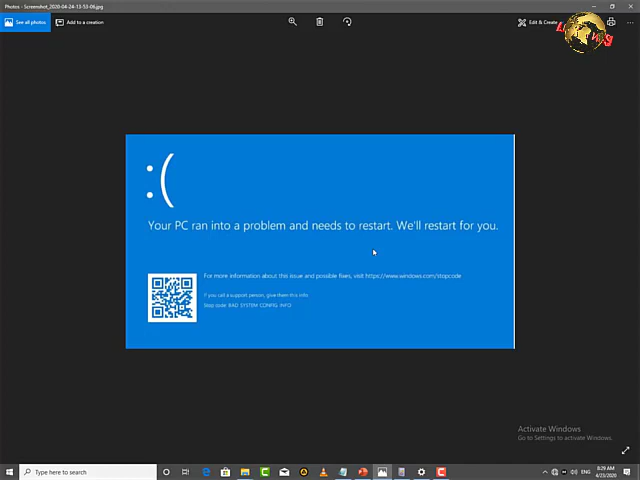 Photos - Screenshot_2020-04-24-13-53-06.jpg
See all photos
Add to a creation
Edit & Create
:(
Your PC ran into a problem and needs to restart. We'll restart for you.
For more information about this issue and possible fixes, visit https://www.windows.com/stopcode
If you call a support person, give them this info
Stop code: BAD SYSTEM CONFIG INFO
Activate Windows
Go to Settings to activate Windows.
Type here to search
ENG
8:29 AM
4/23/2020